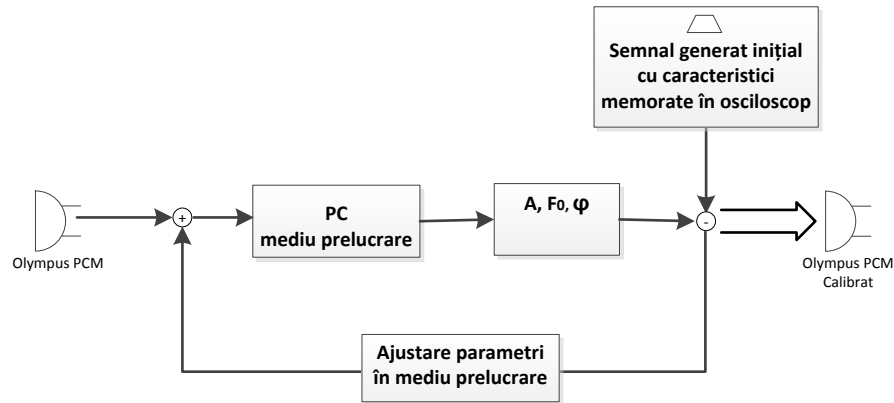 Semnal generat inițial
cu caracteristici
memorate în osciloscop
Olympus PCM
+
PC
mediu prelucrare
A, F₀, φ
-
Olympus PCM
Calibrat
Ajustare parametri
în mediu prelucrare